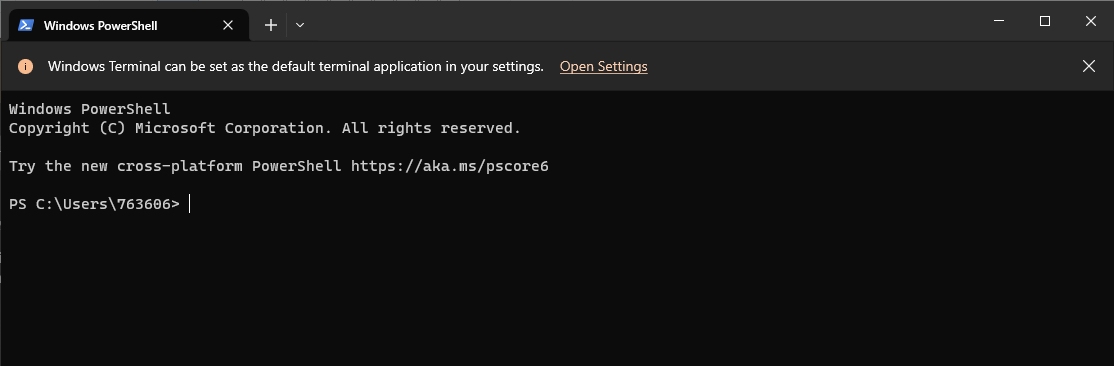 Windows PowerShell
Windows Terminal can be set as the default terminal application in your settings. Open Settings
Windows PowerShell
Copyright (C) Microsoft Corporation. All rights reserved.
Try the new cross-platform PowerShell https://aka.ms/pscore6
PS C:\Users\763606>